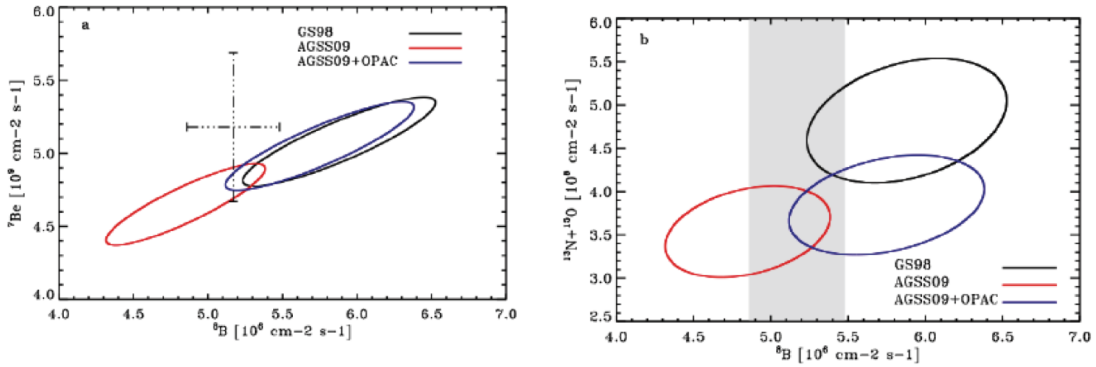 a
GS98
AGSS09
AGSS09+OPAC
⁷Be [10⁹ cm-2 s-1]
6.0
5.5
5.0
4.5
4.0
4.0 4.5 5.0 5.5 6.0 6.5 7.0
⁸B [10⁶ cm-2 s-1]
b
¹³N+¹⁵O [10⁸ cm-2 s-1]
6.0
5.5
5.0
4.5
4.0
3.5
3.0
2.5
GS98
AGSS09
AGSS09+OPAC
4.0 4.5 5.0 5.5 6.0 6.5 7.0
⁸B [10⁶ cm-2 s-1]